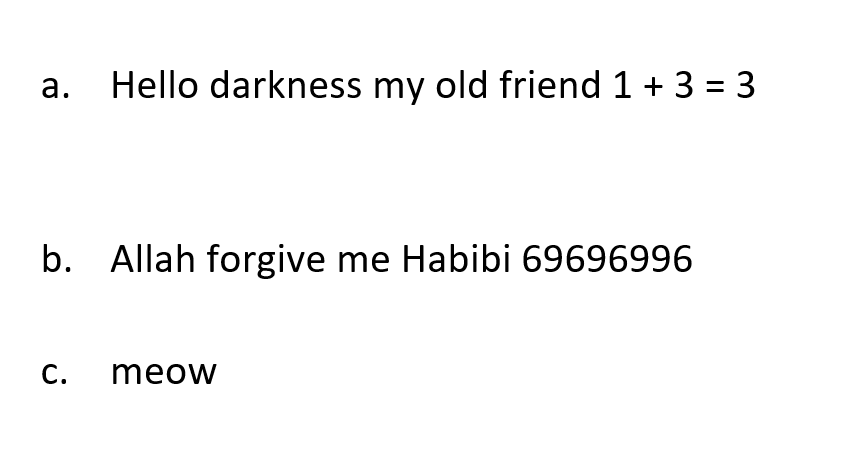 a. Hello darkness my old friend 1 + 3 = 3
b. Allah forgive me Habibi 69696996
c. meow